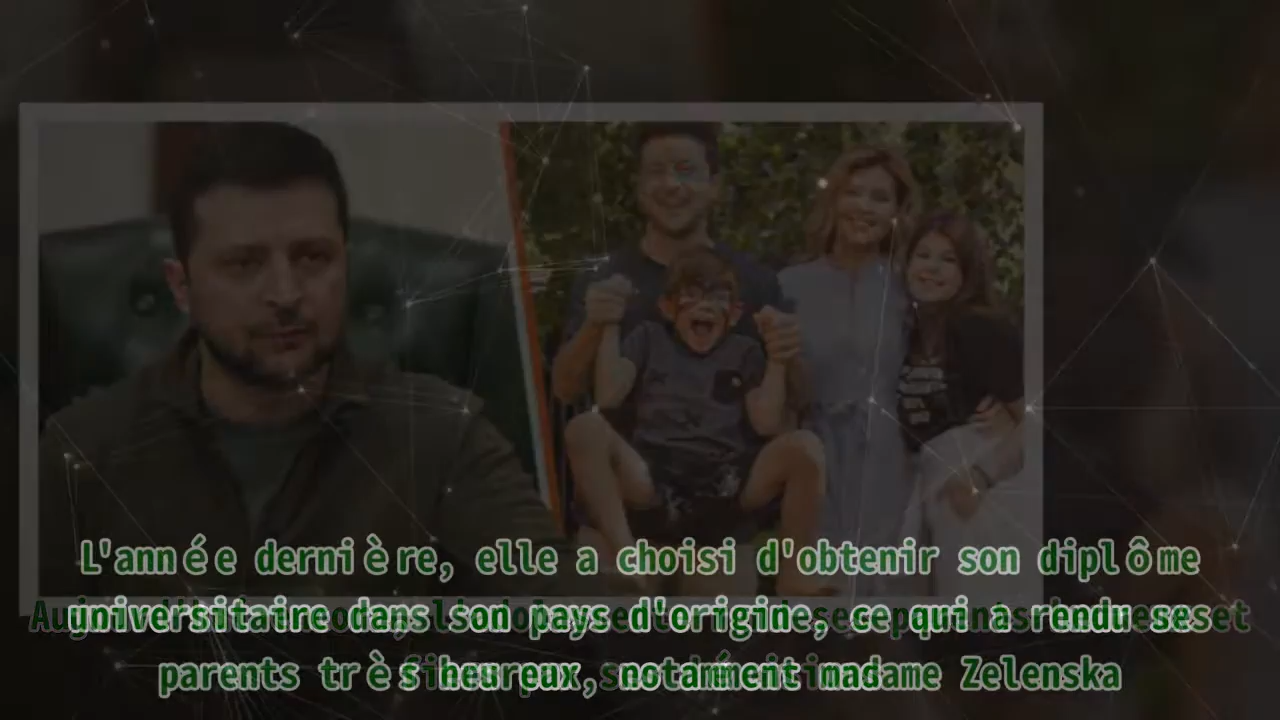 L'année dernière, elle a choisi d'obtenir son diplôme
universitaire dans son pays d'origine, ce qui a rendu ses
parents très heureux, notamment madame Zelenska